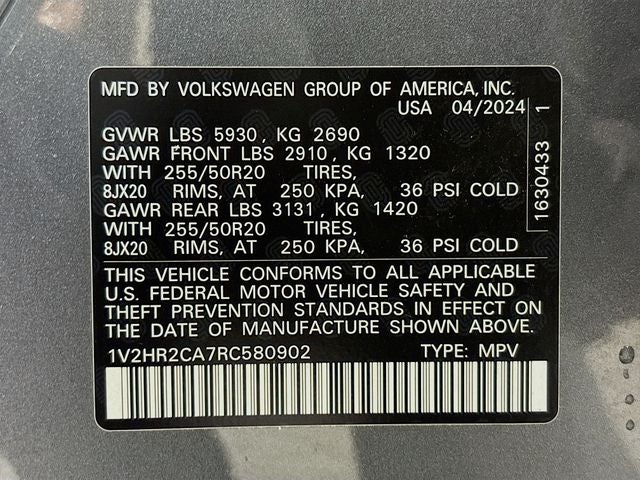 MFD BY VOLKSWAGEN GROUP OF AMERICA, INC.
USA 04/2024
GVWR LBS 5930, KG 2690
GAWR FRONT LBS 2910, KG 1320
WITH 255/50R20 TIRES,
8JX20 RIMS, AT 250 KPA, 36 PSI COLD
GAWR REAR LBS 3131, KG 1420
WITH 255/50R20 TIRES,
8JX20 RIMS, AT 250 KPA, 36 PSI COLD
1630433 1
THIS VEHICLE CONFORMS TO ALL APPLICABLE
U.S. FEDERAL MOTOR VEHICLE SAFETY AND
THEFT PREVENTION STANDARDS IN EFFECT ON
THE DATE OF MANUFACTURE SHOWN ABOVE.
1V2HR2CA7RC580902 TYPE: MPV